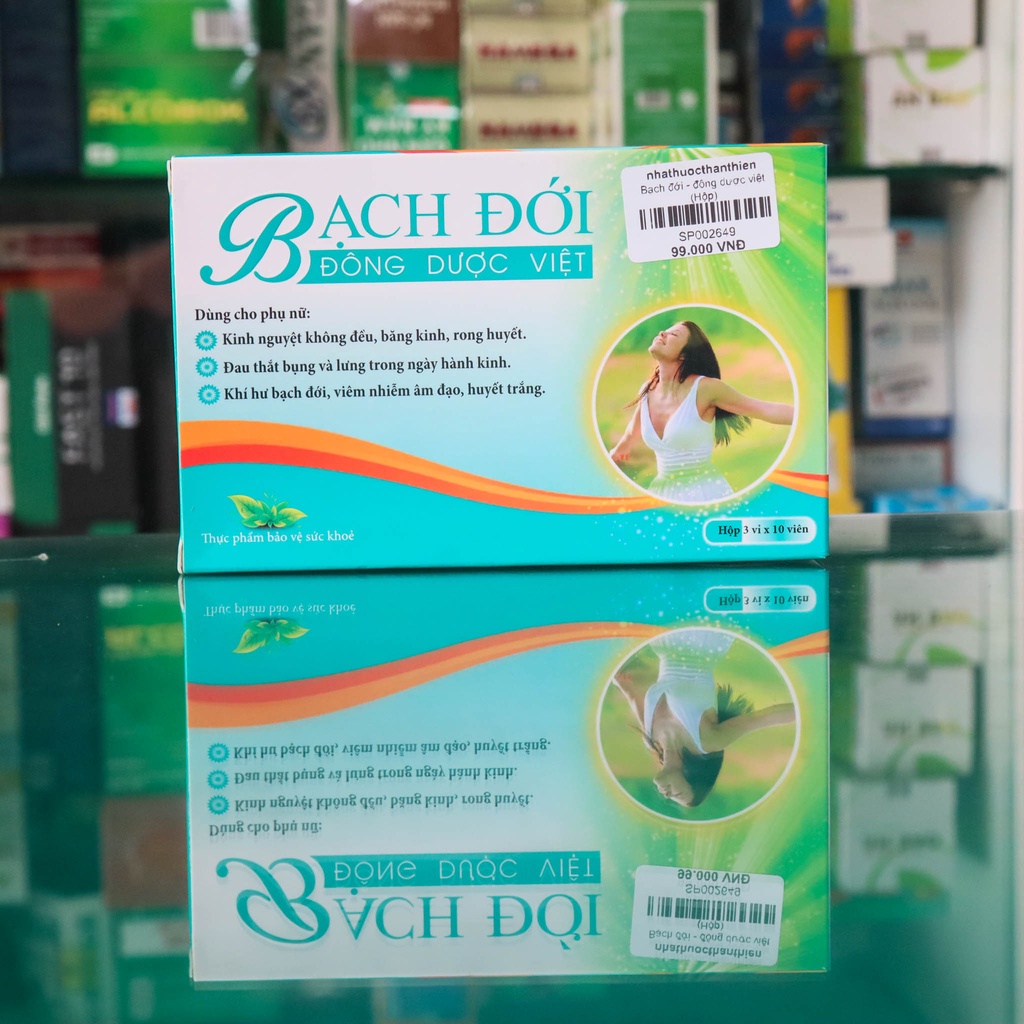 BẠCH ĐỚI
ĐÔNG DƯỢC VIỆT
nhathuocthanthien
Bạch đới - đông dược việt
(Hộp)
SP002649
99.000 VNĐ
Dùng cho phụ nữ:
Kinh nguyệt không đều, băng kinh, rong huyết.
Đau thắt bụng và lưng trong ngày hành kinh.
Khí hư bạch đới, viêm nhiễm âm đạo, huyết trắng.
Thực phẩm bảo vệ sức khoẻ
Hộp 3 vỉ x 10 viên